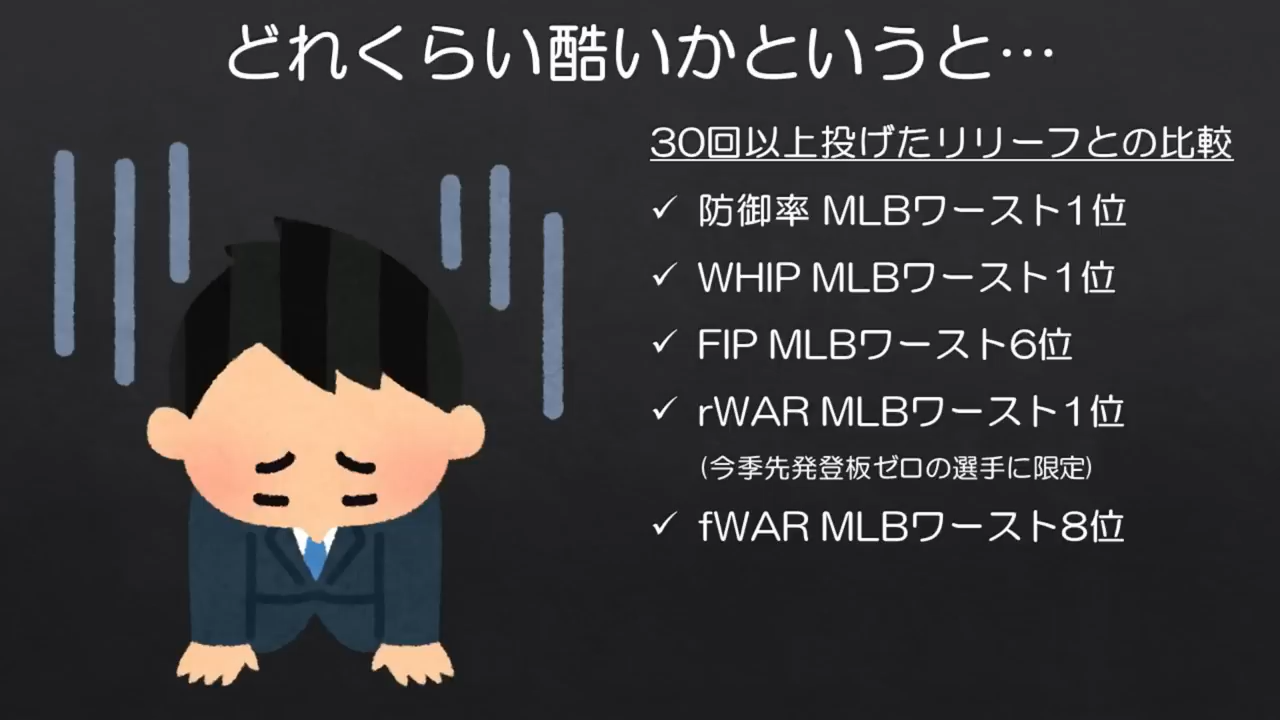 どれくらい酷いかというと…
30回以上投げたリリーフとの比較
✓ 防御率 MLBワースト1位
✓ WHIP MLBワースト1位
✓ FIP MLBワースト6位
✓ rWAR MLBワースト1位
(今季先発登板ゼロの選手に限定)
✓ fWAR MLBワースト8位